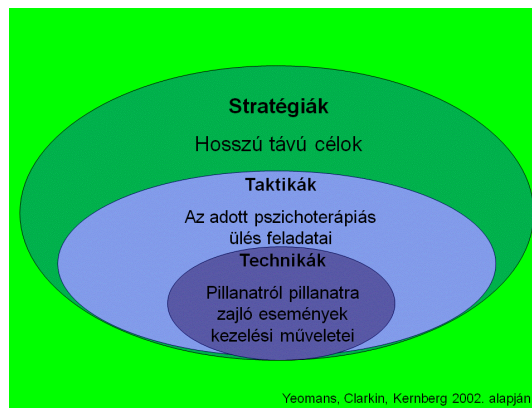 Stratégiák
Hosszú távú célok
Taktikák
Az adott pszichoterápiás
ülés feladatai
Technikák
Pillanatról pillanatra
zajló események
kezelési műveletei
Yeomans, Clarkin, Kernberg 2002. alapján